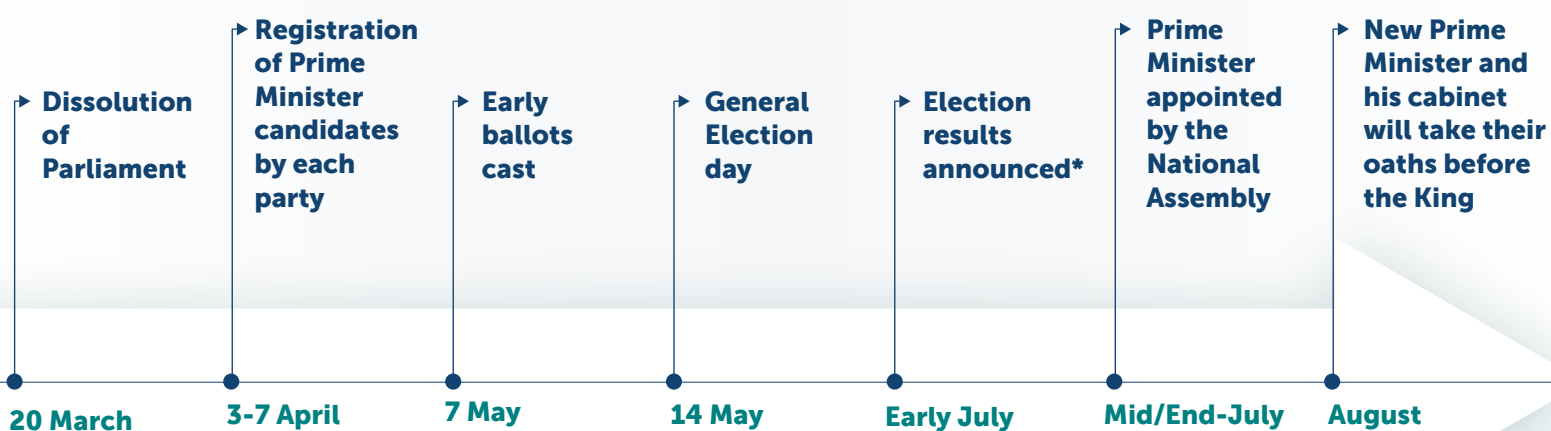 Dissolution
of
Parliament
20 March
Registration
of Prime
Minister
candidates
by each
party
3-7 April
Early
ballots
cast
7 May
General
Election
day
14 May
Election
results
announced*
Early July
Prime
Minister
appointed
by the
National
Assembly
Mid/End-July
New Prime
Minister and
his cabinet
will take their
oaths before
the King
August